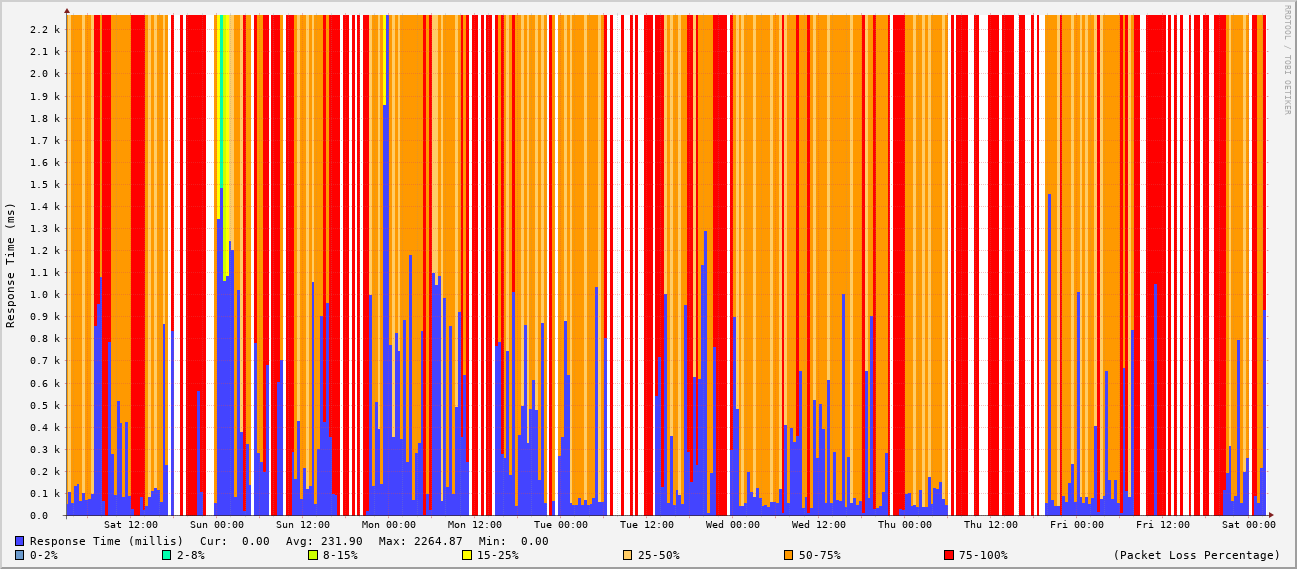 RRDTOOL / TOBI OETIKER
Response Time (ms)
2.2 k
2.1 k
2.0 k
1.9 k
1.8 k
1.7 k
1.6 k
1.5 k
1.4 k
1.3 k
1.2 k
1.1 k
1.0 k
0.9 k
0.8 k
0.7 k
0.6 k
0.5 k
0.4 k
0.3 k
0.2 k
0.1 k
0.0
Sat 12:00 Sun 00:00 Sun 12:00 Mon 00:00 Mon 12:00 Tue 00:00 Tue 12:00 Wed 00:00 Wed 12:00 Thu 00:00 Thu 12:00 Fri 00:00 Fri 12:00 Sat 00:00
Response Time (millis) Cur: 0.00 Avg: 231.90 Max: 2264.87 Min: 0.00
0-2% 2-8% 8-15% 15-25% 25-50% 50-75% 75-100% (Packet Loss Percentage)